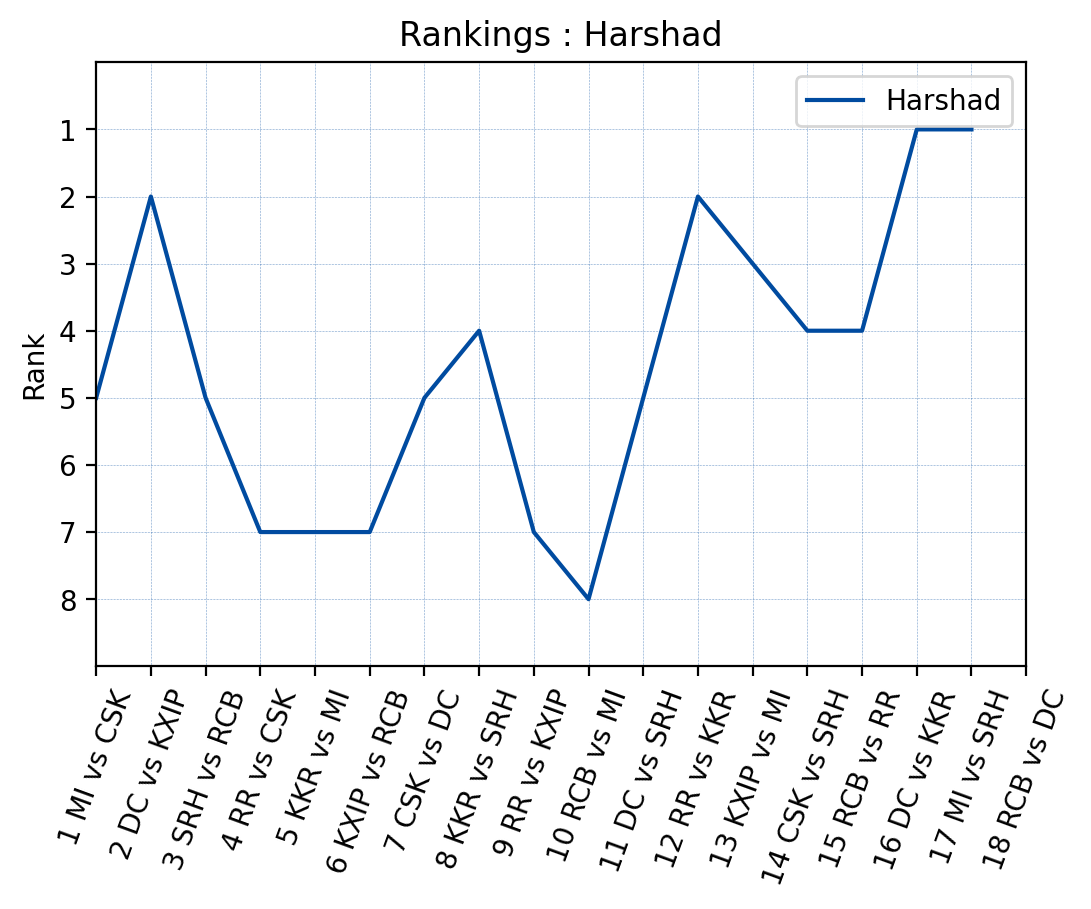 Rankings : Harshad
Harshad
Rank
1
2
3
4
5
6
7
8
1 MI vs CSK
2 DC vs KXIP
3 SRH vs RCB
4 RR vs CSK
5 KKR vs MI
6 KXIP vs RCB
7 CSK vs DC
8 KKR vs SRH
9 RR vs KXIP
10 RCB vs MI
11 DC vs SRH
12 RR vs KKR
13 KXIP vs MI
14 CSK vs SRH
15 RCB vs RR
16 DC vs KKR
17 MI vs SRH
18 RCB vs DC